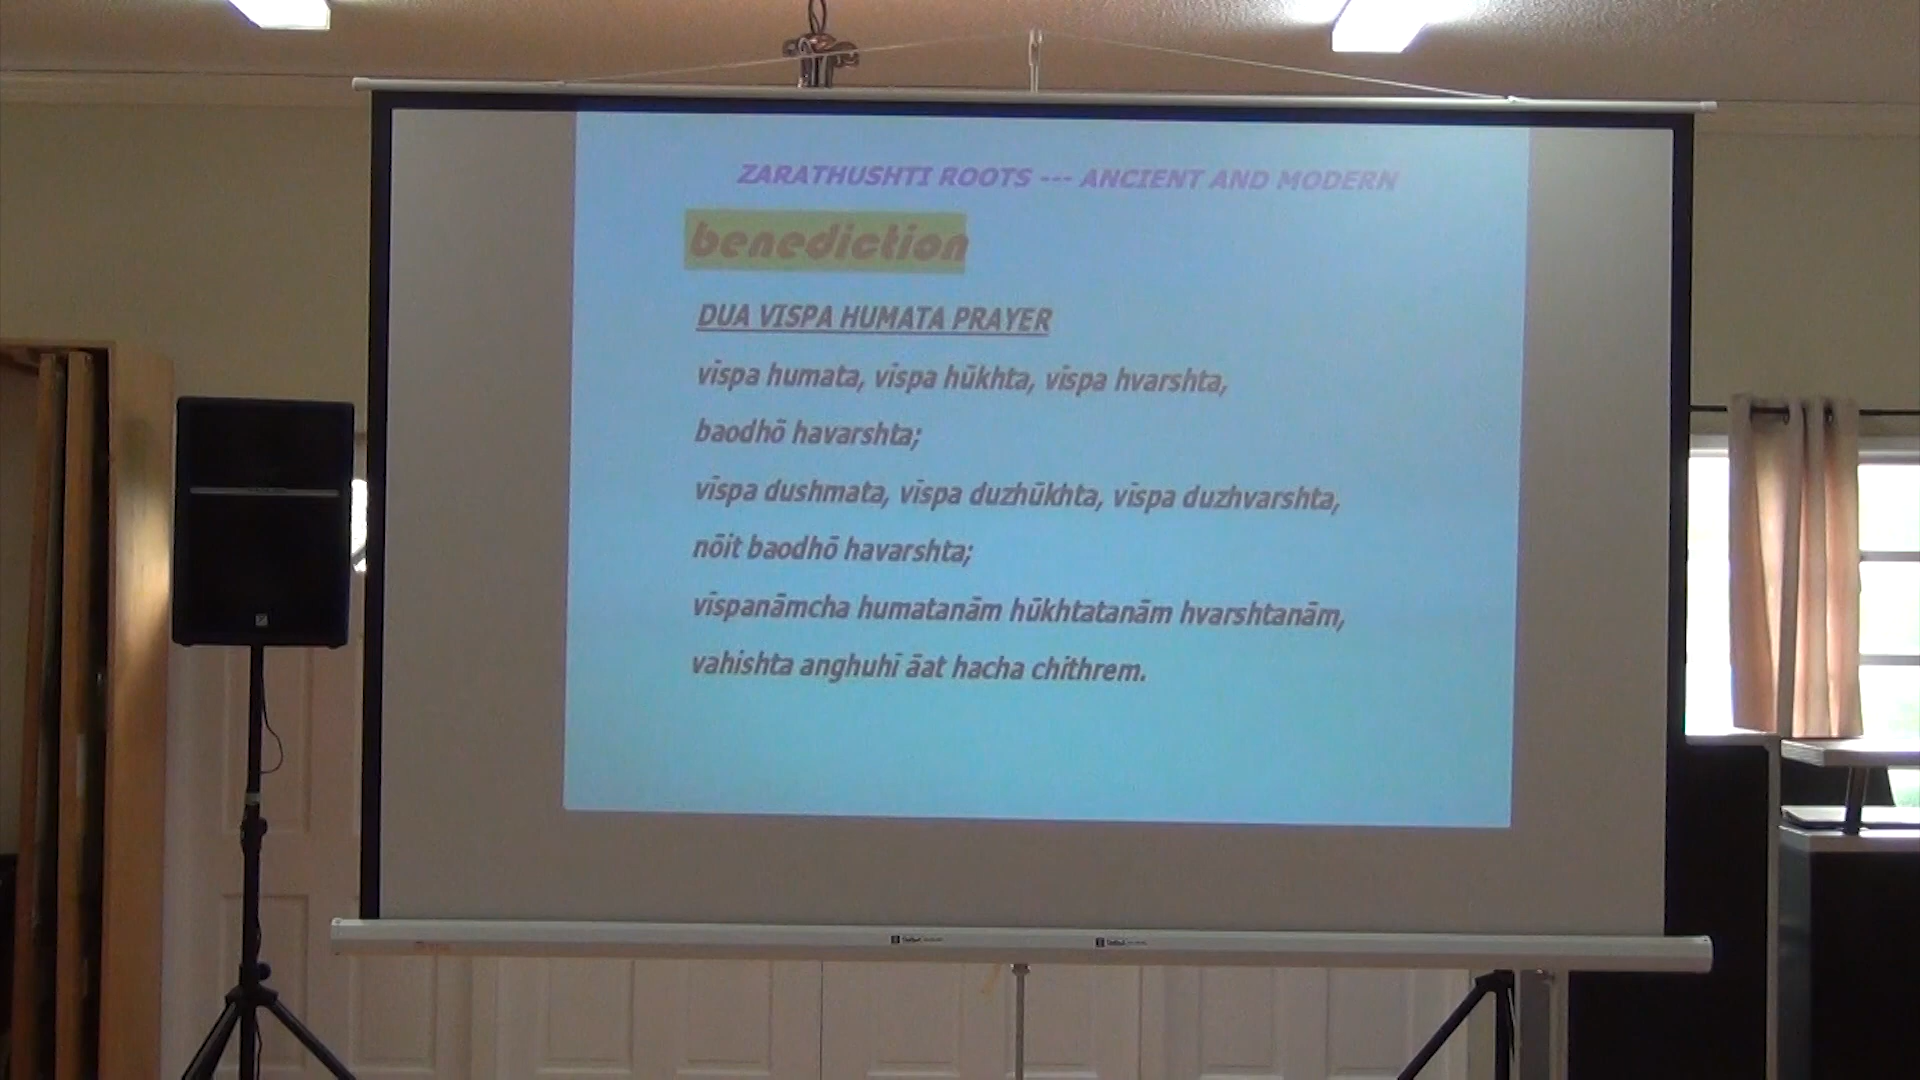 ZARATHUSHTI ROOTS --- ANCIENT AND MODERN
benediction
DUA VISPA HUMATA PRAYER
vīspa humata, vīspa hūkhta, vīspa hvarshta,
baodhō havarshta;
vīspa dushmata, vīspa duzhūkhta, vīspa duzhvarshta,
nōit baodhō havarshta;
vīspanāmcha humatanām hūkhtatanām hvarshtanām,
vahishta anghuhī āat hacha chithrem.